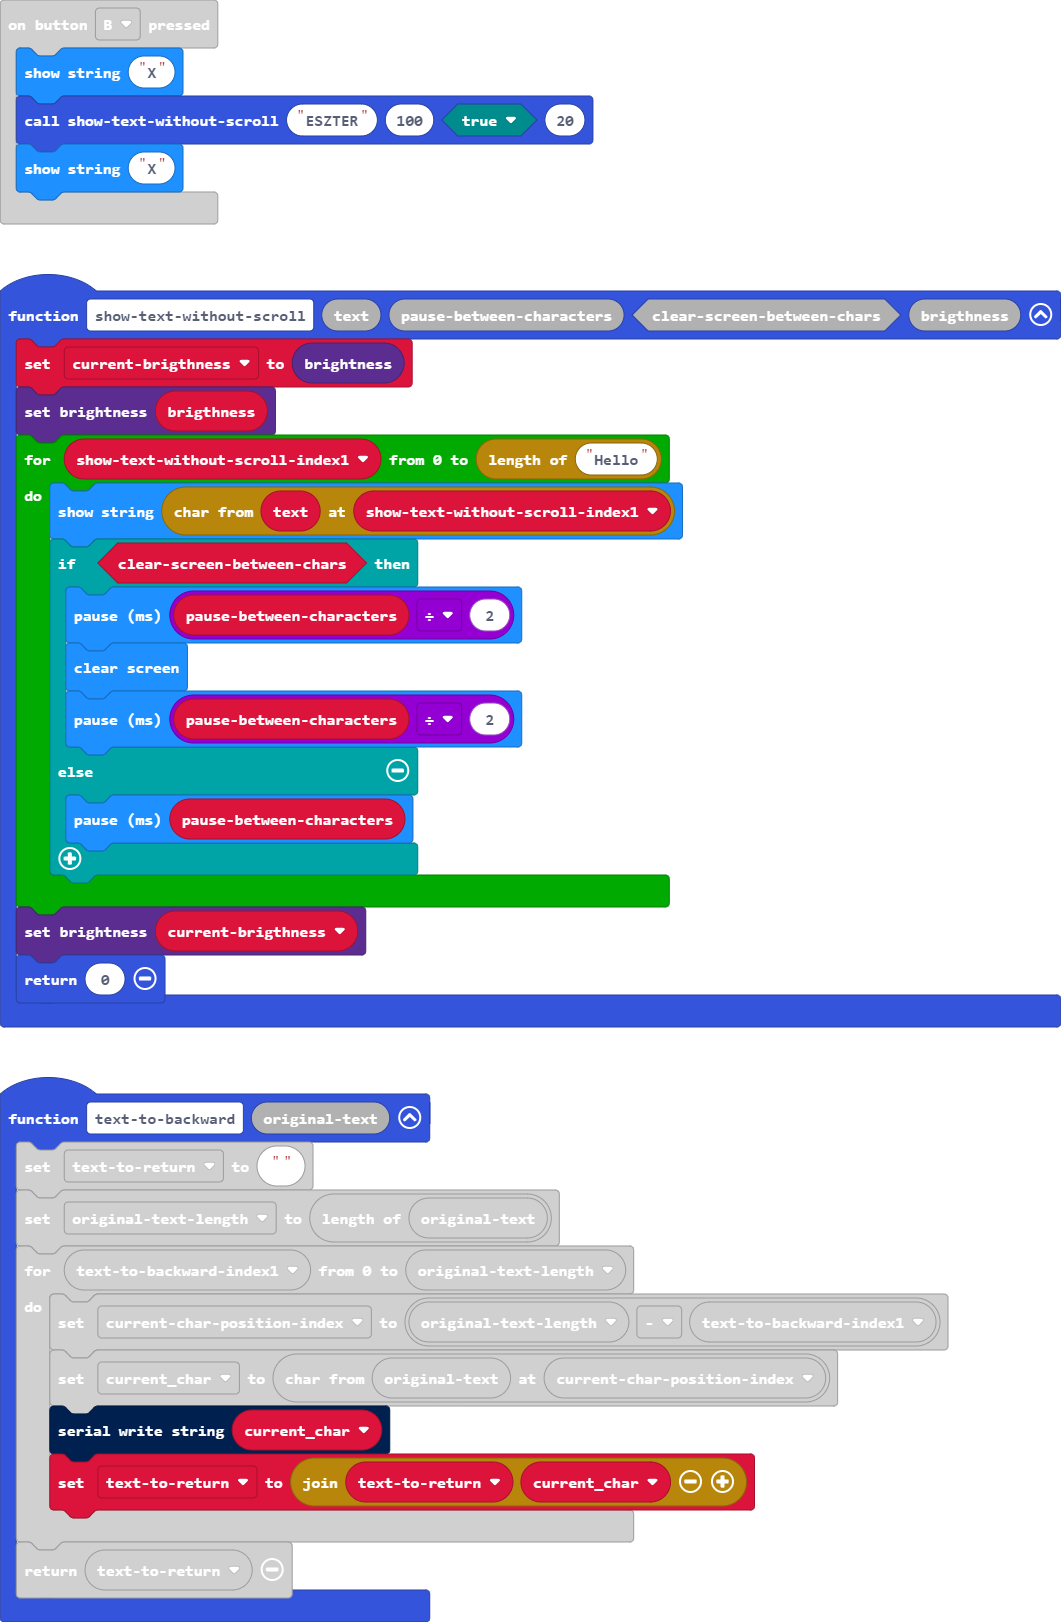 on button B pressed
show string "X"
call show-text-without-scroll "ESZTER" 100 true 20
show string "X"
function show-text-without-scroll text pause-between-characters clear-screen-between-chars brigthness
set current-brigthness to brightness
set brightness brigthness
for show-text-without-scroll-index1 from 0 to length of "Hello"
do
show string char from text at show-text-without-scroll-index1
if clear-screen-between-chars then
pause (ms) pause-between-characters ÷ 2
clear screen
pause (ms) pause-between-characters ÷ 2
else
pause (ms) pause-between-characters
set brightness current-brigthness
return 0
function text-to-backward original-text
set text-to-return to " "
set original-text-length to length of original-text
for text-to-backward-index1 from 0 to original-text-length
do
set current-char-position-index to original-text-length - text-to-backward-index1
set current_char to char from original-text at current-char-position-index
serial write string current_char
set text-to-return to join text-to-return current_char
return text-to-return